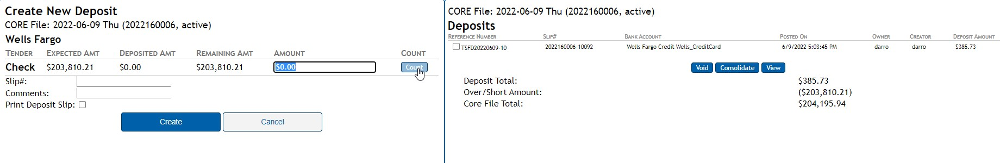 Create New Deposit
CORE File: 2022-06-09 Thu (2022160006, active)
Wells Fargo
TENDER EXPECTED AMT DEPOSITED AMT REMAINING AMT AMOUNT COUNT
Check $203,810.21 $0.00 $203,810.21 $0.00 Count
Slip#:
Comments:
Print Deposit Slip:
Create Cancel
CORE File: 2022-06-09 Thu (2022160006, active)
Deposits
REFERENCE NUMBER SLIP# BANK ACCOUNT POSTED ON OWNER CREATOR DEPOSIT AMOUNT
TSFD20220609-10 2022160006-10092 Wells Fargo Credit Wells_CreditCard 6/9/2022 5:03:45 PM darro darro $385.73
Void Consolidate View
Deposit Total: $385.73
Over/Short Amount: ($203,810.21)
Core File Total: $204,195.94